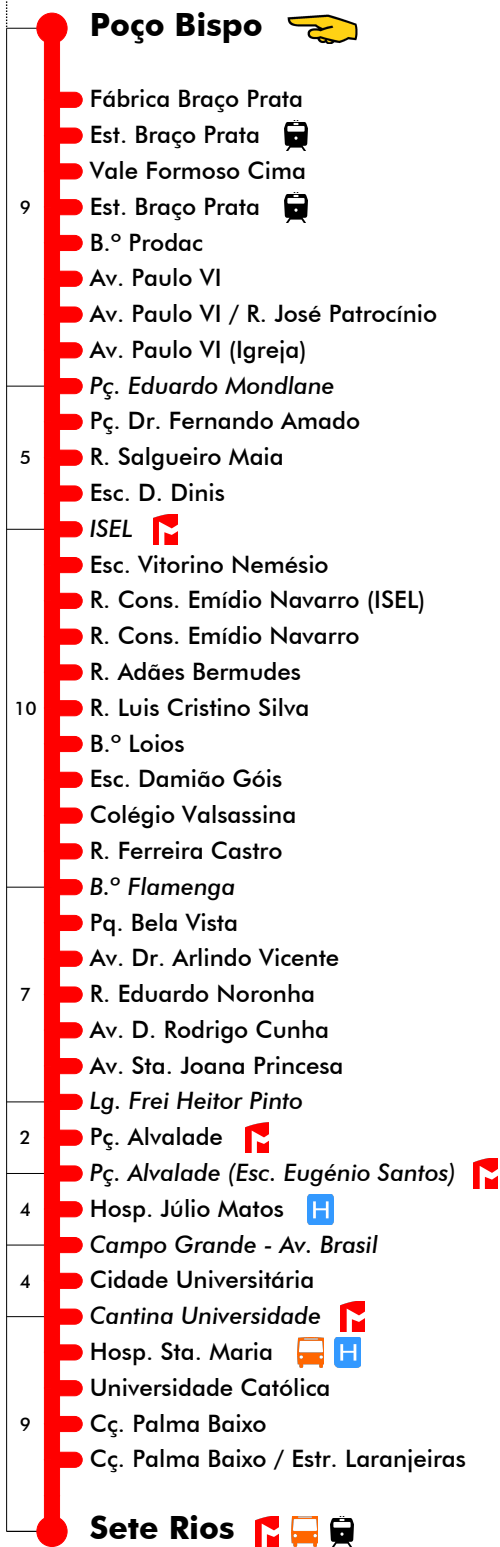 Poço Bispo
Fábrica Braço Prata
Est. Braço Prata
Vale Formoso Cima
9
Est. Braço Prata
B.º Prodac
Av. Paulo VI
Av. Paulo VI / R. José Patrocínio
Av. Paulo VI (Igreja)
Pç. Eduardo Mondlane
Pç. Dr. Fernando Amado
5
R. Salgueiro Maia
Esc. D. Dinis
ISEL
Esc. Vitorino Nemésio
R. Cons. Emídio Navarro (ISEL)
R. Cons. Emídio Navarro
R. Adães Bermudes
10
R. Luis Cristino Silva
B.º Loios
Esc. Damião Góis
Colégio Valsassina
R. Ferreira Castro
B.º Flamenga
Pq. Bela Vista
Av. Dr. Arlindo Vicente
7
R. Eduardo Noronha
Av. D. Rodrigo Cunha
Av. Sta. Joana Princesa
Lg. Frei Heitor Pinto
2
Pç. Alvalade
Pç. Alvalade (Esc. Eugénio Santos)
4
Hosp. Júlio Matos H
Campo Grande - Av. Brasil
4
Cidade Universitária
Cantina Universidade
Hosp. Sta. Maria H
Universidade Católica
9
Cç. Palma Baixo
Cç. Palma Baixo / Estr. Laranjeiras
Sete Rios